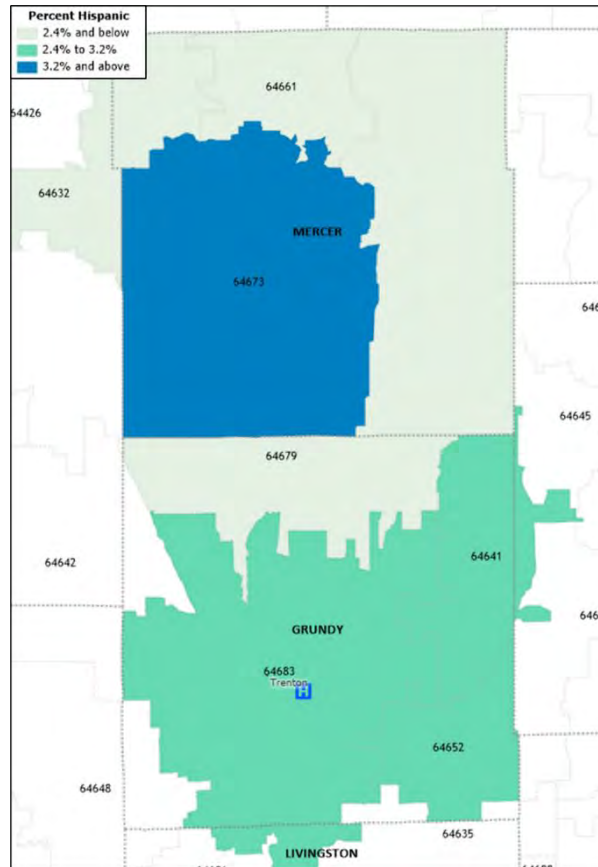 Percent Hispanic
2.4% and below
2.4% to 3.2%
3.2% and above
64661
64426
64632
MERCER
64673
64645
64679
64642
64641
GRUNDY
64683
Trenton
H
64652
64648
64635
LIVINGSTON